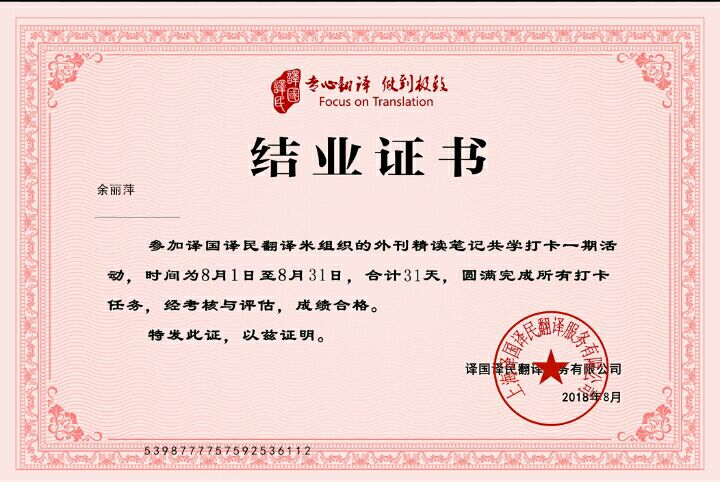 譯國譯民
专心翻译 做到极致
Focus on Translation
结业证书
余丽萍
参加译国译民翻译米组织的外刊精读笔记共学打卡一期活
动，时间为8月1日至8月31日，合计31天，圆满完成所有打卡
任务，经考核与评估，成绩合格。
特发此证，以兹证明。
上海译国译民翻译服务有限公司
译国译民翻译服务有限公司
2018年8月
5398777757592536112